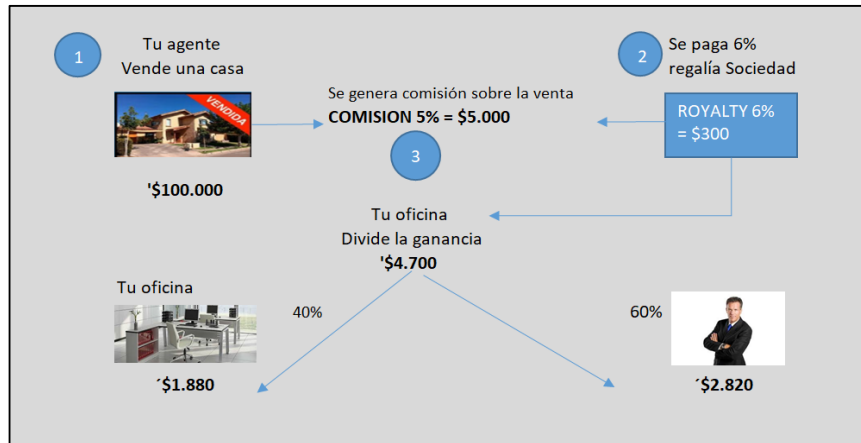 1
Tu agente
Vende una casa
2
Se paga 6%
regalía Sociedad
VENDIDA
Se genera comisión sobre la venta
COMISION 5% = $5.000
ROYALTY 6%
= $300
3
'$100.000
Tu oficina
Divide la ganancia
'$4.700
Tu oficina
40%
60%
´$1.880
´$2.820